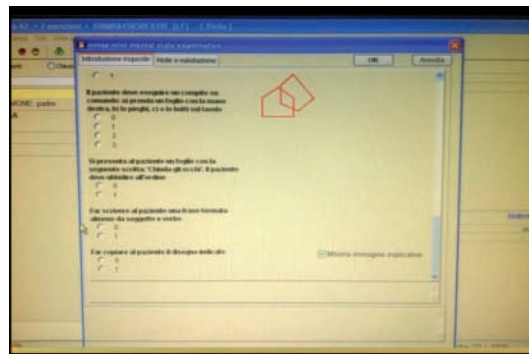 mmse mini mental state examination
Introduzione risposte Note e valutazione OK Annulla
1
Il paziente deve eseguire un compito su
comando: a) prenda un foglio con la mano
destra, b) lo pieghi, c) e lo butti sul tavolo
0
1
2
3
Si presenta al paziente un foglio con la
seguente scritta: 'Chiuda gli occhi'. Il paziente
deve ubbidire all'ordine
0
1
Far scrivere al paziente una frase formata
almeno da soggetto e verbo
0
1
Far copiare al paziente il disegno indicato
0
1
Mostra immagine esplicativa
padre